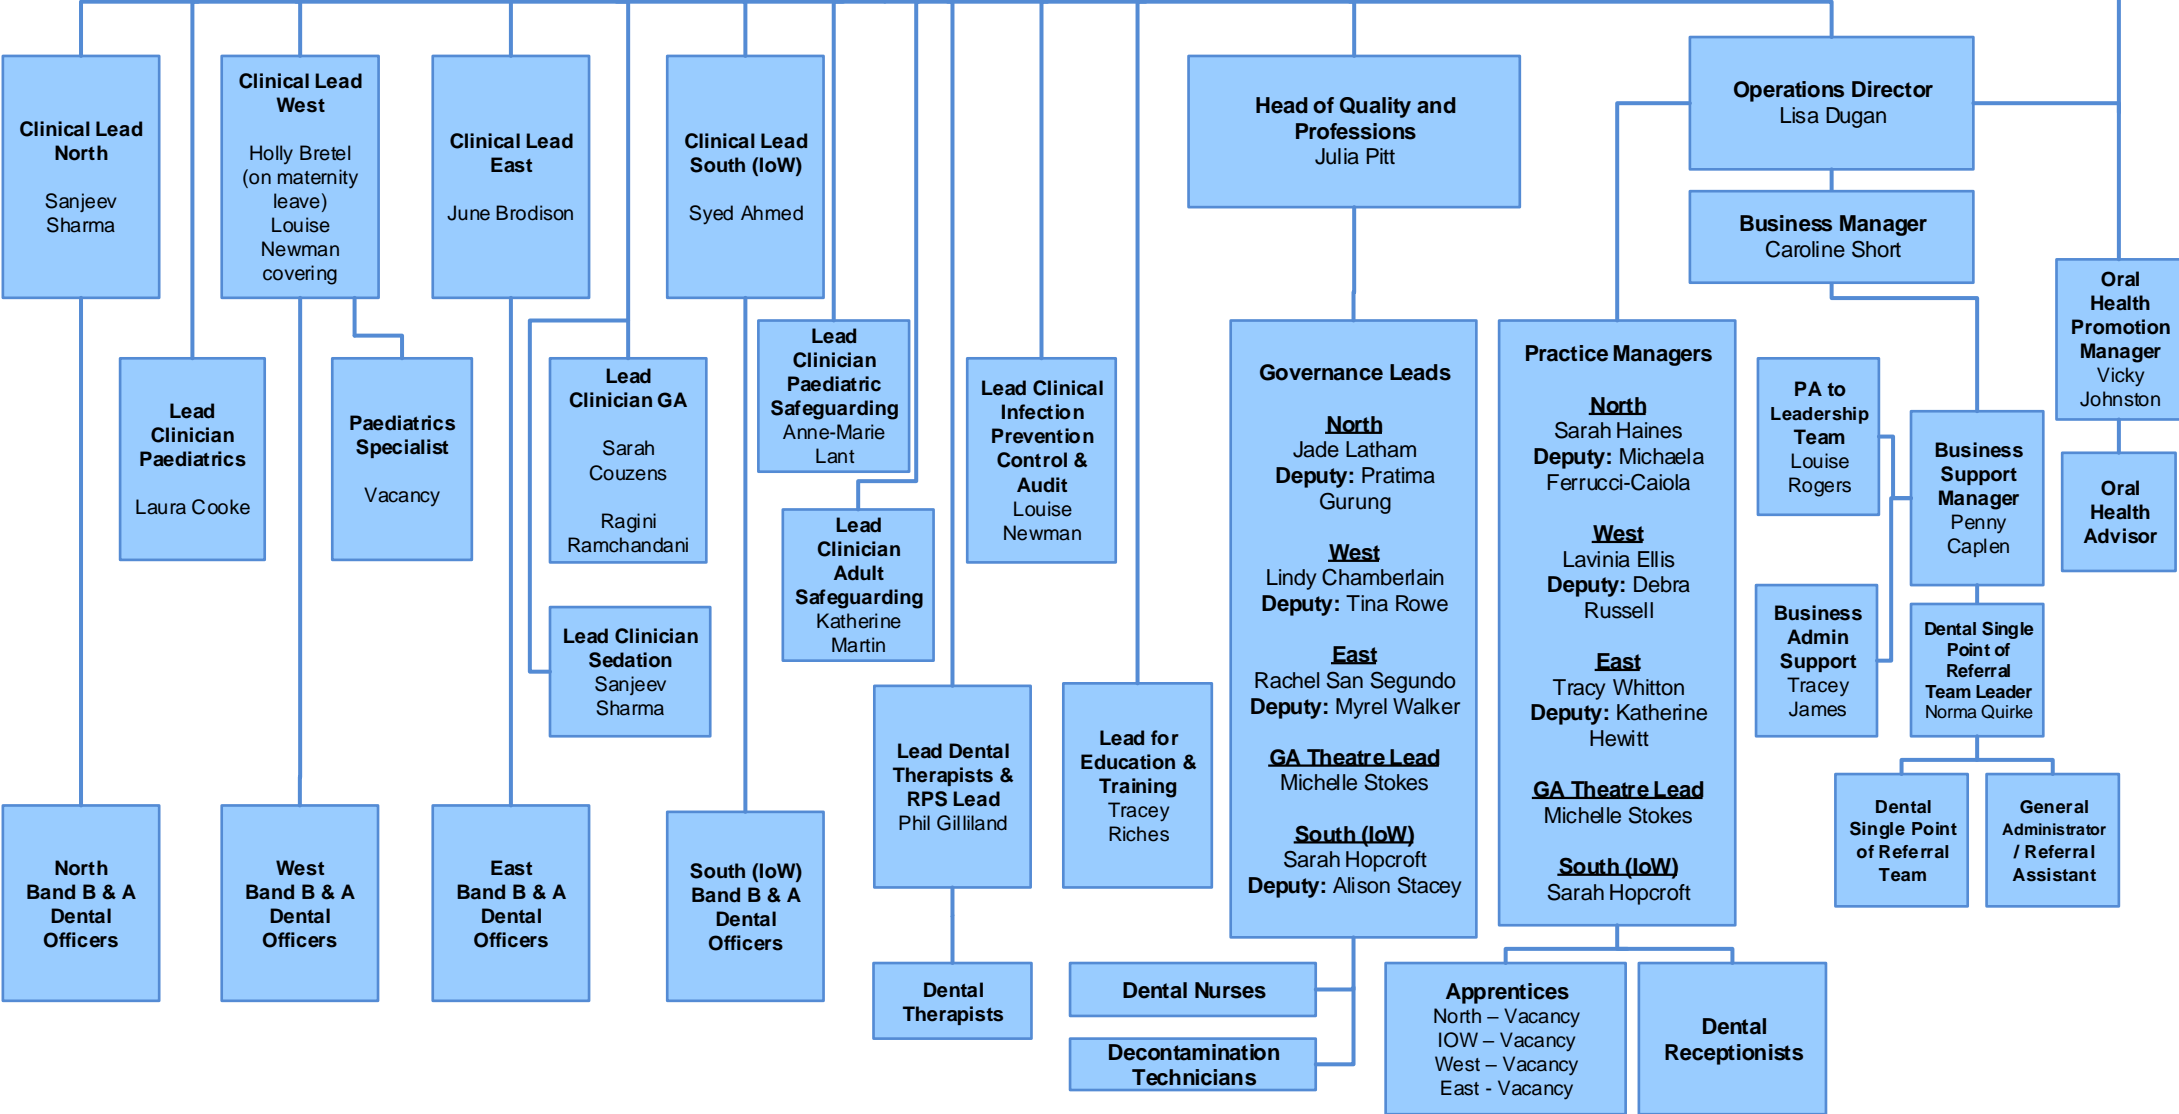 Clinical Lead
North
Sanjeev
Sharma
Clinical Lead
West
Holly Bretel
(on maternity
leave)
Louise
Newman
covering
Clinical Lead
East
June Brodison
Clinical Lead
South (IoW)
Syed Ahmed
Head of Quality and
Professions
Julia Pitt
Operations Director
Lisa Dugan
Business Manager
Caroline Short
Oral
Health
Promotion
Manager
Vicky
Johnston
Lead
Clinician
Paediatrics
Laura Cooke
Paediatrics
Specialist
Vacancy
Lead
Clinician GA
Sarah
Couzens
Ragini
Ramchandani
Lead
Clinician
Paediatric
Safeguarding
Anne-Marie
Lant
Lead
Clinician
Adult
Safeguarding
Katherine
Martin
Lead Clinical
Infection
Prevention
Control &
Audit
Louise
Newman
Lead Clinician
Sedation
Sanjeev
Sharma
Governance Leads
North
Jade Latham
Deputy: Pratima
Gurung
West
Lindy Chamberlain
Deputy: Tina Rowe
East
Rachel San Segundo
Deputy: Myrel Walker
GA Theatre Lead
Michelle Stokes
South (IoW)
Sarah Hopcroft
Deputy: Alison Stacey
Practice Managers
North
Sarah Haines
Deputy: Michaela
Ferrucci-Caiola
West
Lavinia Ellis
Deputy: Debra
Russell
East
Tracy Whitton
Deputy: Katherine
Hewitt
GA Theatre Lead
Michelle Stokes
South (IoW)
Sarah Hopcroft
PA to
Leadership
Team
Louise
Rogers
Business
Support
Manager
Penny
Caplen
Oral
Health
Advisor
Business
Admin
Support
Tracey
James
Dental Single
Point of
Referral
Team Leader
Norma Quirke
Lead Dental
Therapists &
RPS Lead
Phil Gilliland
Lead for
Education &
Training
Tracey
Riches
Dental
Single Point
of Referral
Team
General
Administrator
/ Referral
Assistant
North
Band B & A
Dental
Officers
West
Band B & A
Dental
Officers
East
Band B & A
Dental
Officers
South (IoW)
Band B & A
Dental
Officers
Dental
Therapists
Dental Nurses
Decontamination
Technicians
Apprentices
North – Vacancy
IOW – Vacancy
West – Vacancy
East - Vacancy
Dental
Receptionists